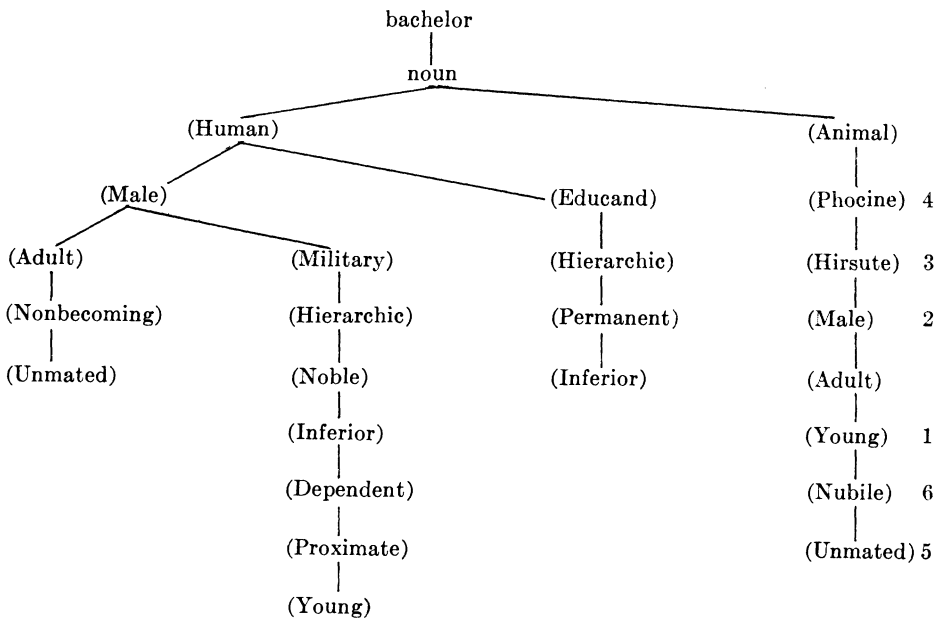 bachelor
noun
(Human) (Animal)
(Male) (Educand) (Phocine) 4
(Adult) (Military) (Hierarchic) (Hirsute) 3
(Nonbecoming) (Hierarchic) (Permanent) (Male) 2
(Unmated) (Noble) (Inferior) (Adult)
(Inferior) (Young) 1
(Dependent) (Nubile) 6
(Proximate) (Unmated) 5
(Young)